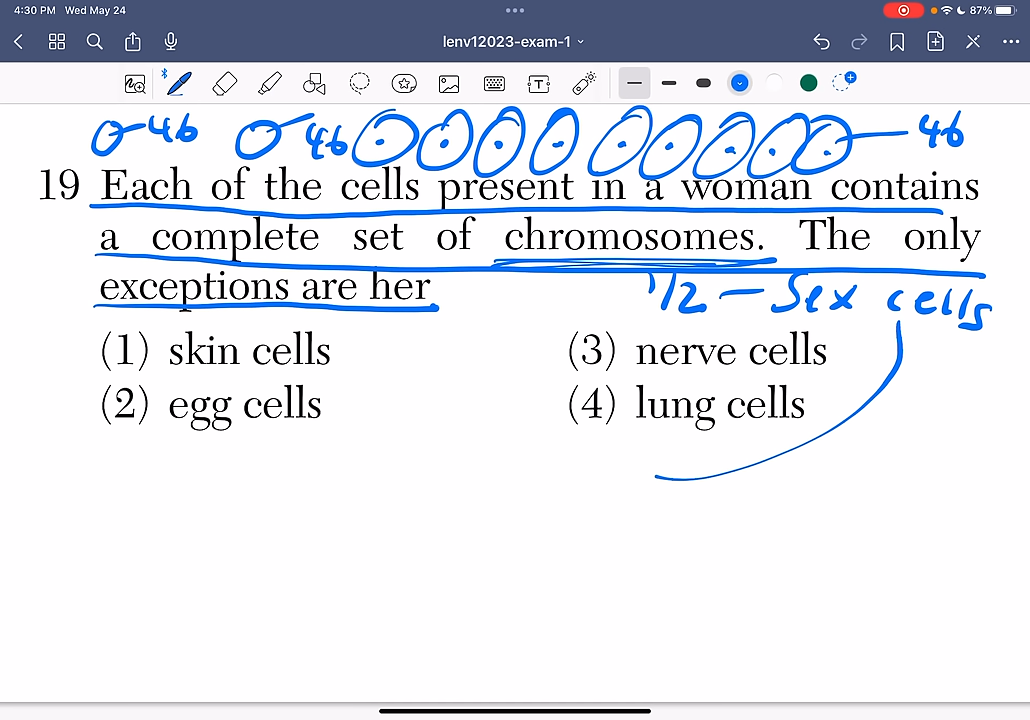 4:30 PM Wed May 24
87%
lenv12023-exam-1
46 46 46
19 Each of the cells present in a woman contains
a complete set of chromosomes. The only
exceptions are her
1/2 - Sex cells
(1) skin cells
(3) nerve cells
(2) egg cells
(4) lung cells